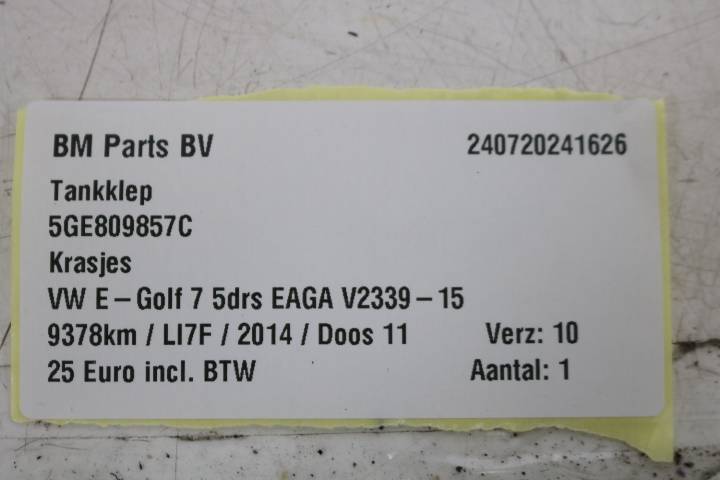 BM Parts BV 240720241626
Tankklep
5GE809857C
Krasjes
VW E-Golf 7 5drs EAGA V2339-15
9378km / LI7F / 2014 / Doos 11 Verz: 10
25 Euro incl. BTW Aantal: 1